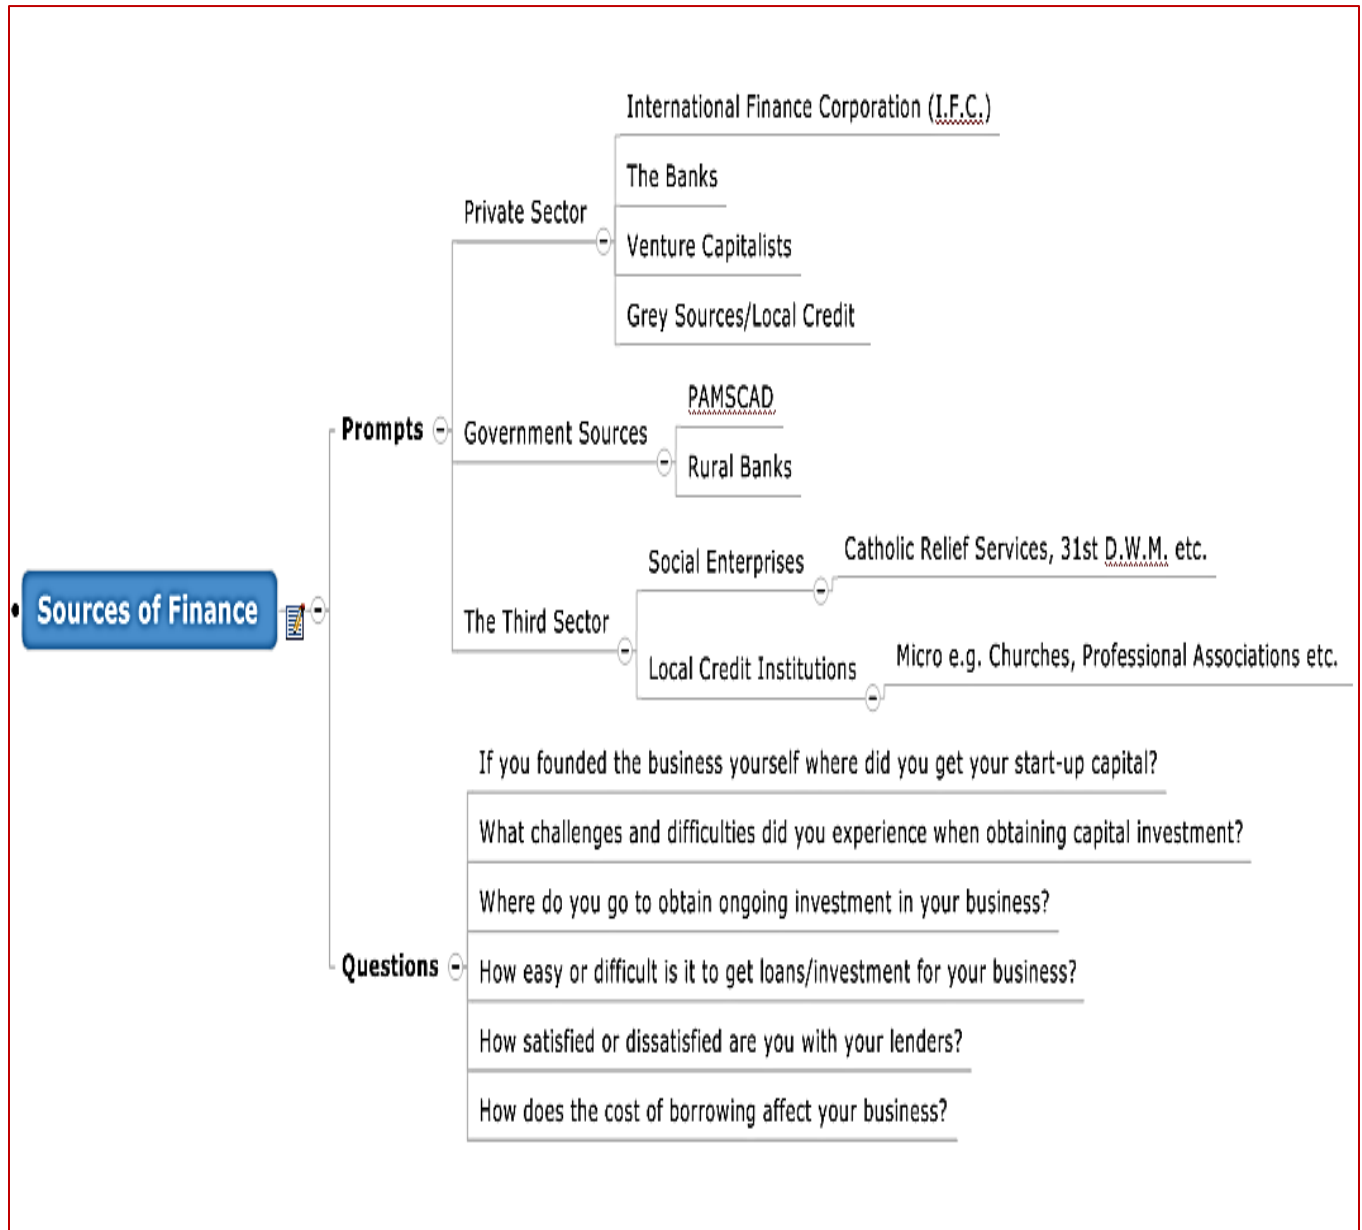 Sources of Finance
Prompts
Private Sector
International Finance Corporation (I.F.C.)
The Banks
Venture Capitalists
Grey Sources/Local Credit
Government Sources
PAMSCAD
Rural Banks
The Third Sector
Social Enterprises
Catholic Relief Services, 31st D.W.M. etc.
Local Credit Institutions
Micro e.g. Churches, Professional Associations etc.
Questions
If you founded the business yourself where did you get your start-up capital?
What challenges and difficulties did you experience when obtaining capital investment?
Where do you go to obtain ongoing investment in your business?
How easy or difficult is it to get loans/investment for your business?
How satisfied or dissatisfied are you with your lenders?
How does the cost of borrowing affect your business?